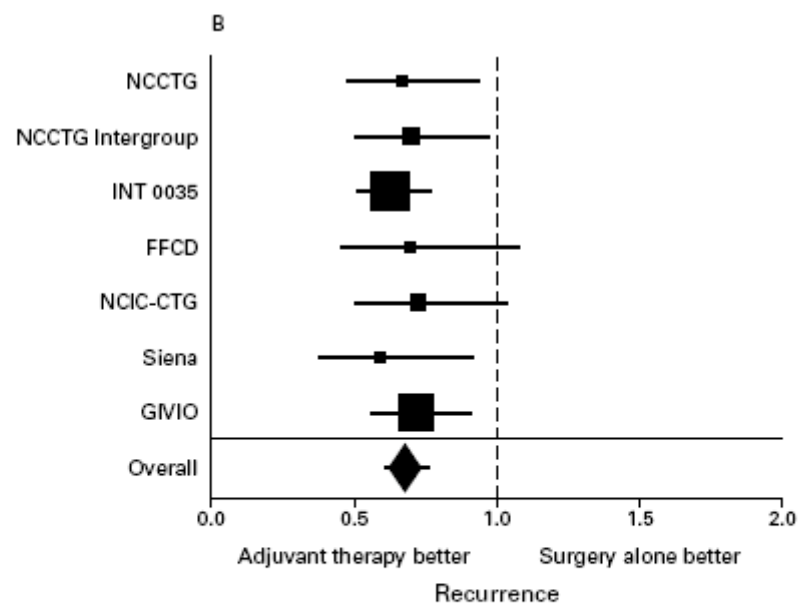 B
NCCTG
NCCTG Intergroup
INT 0035
FFCD
NCIC-CTG
Siena
GIVIO
Overall
0.0 0.5 1.0 1.5 2.0
Adjuvant therapy better Surgery alone better
Recurrence